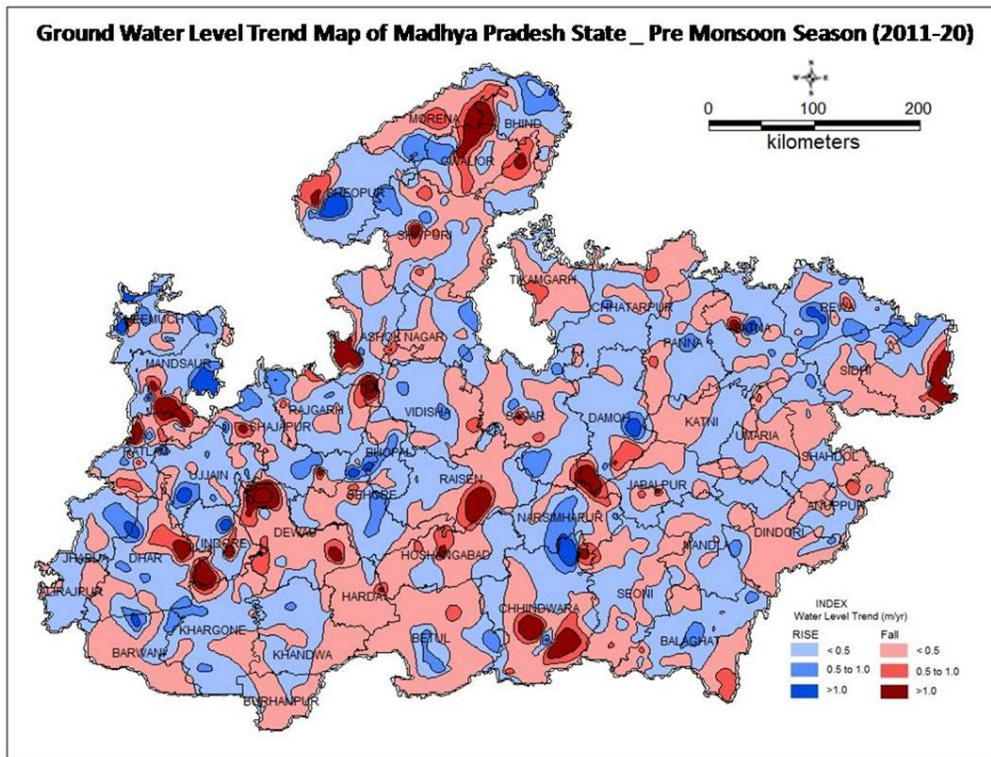 Ground Water Level Trend Map of Madhya Pradesh State _ Pre Monsoon Season (2011-20)
N
W E
S
0 100 200
kilometers
MORENA
BHIND
GWALIOR
SHEOPUR
SHIVPURI
TIKAMGARH
CHHATARPUR
REWA
NEEMUCH
SATNA
ASHOK NAGAR
PANNA
MANDSAUR
SIDHI
RAJGARH
VIDISHA
SAGAR
DAMOH
KATNI
SHAJAPUR
UMARIA
RATLAM
BHOPAL
SHAHDOL
UJJAIN
SEHORE
RAISEN
JABALPUR
ANUPPUR
NARSIMHAPUR
DEWAS
DINDORI
INDORE
MANDLA
JHABUA
DHAR
HOSHANGABAD
ALIRAJPUR
HARDA
SEONI
CHHINDWARA
KHARGONE
BETUL
BALAGHAT
BARWANI
KHANDWA
BURHANPUR
INDEX
Water Level Trend (m/yr)
RISE Fall
< 0.5 < 0.5
0.5 to 1.0 0.5 to 1.0
>1.0 >1.0